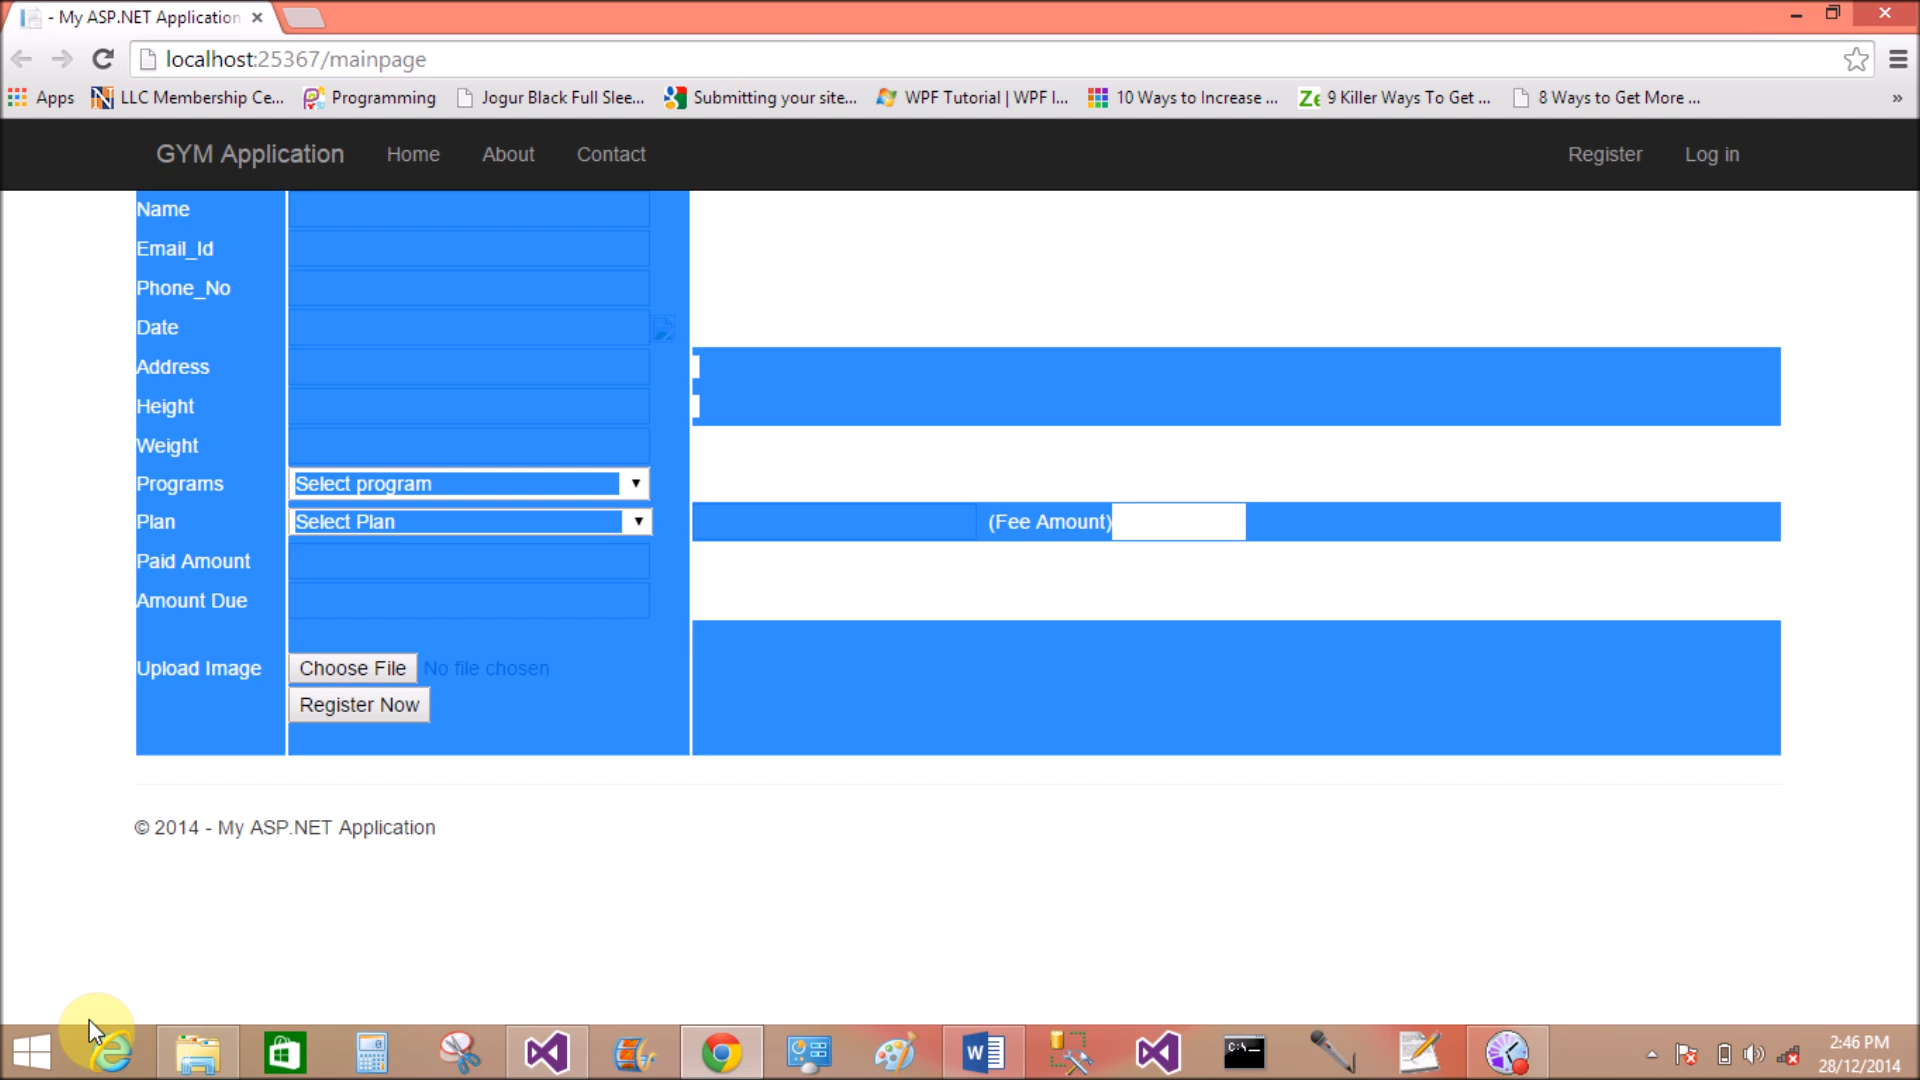 - My ASP.NET Application
localhost:25367/mainpage
Apps LLC Membership Ce... Programming Jogur Black Full Slee... Submitting your site... WPF Tutorial | WPF I... 10 Ways to Increase ... 9 Killer Ways To Get ... 8 Ways to Get More ... »
GYM Application Home About Contact Register Log in
Name
Email_Id
Phone_No
Date
Address
Height
Weight
Programs Select program
Plan Select Plan (Fee Amount)
Paid Amount
Amount Due
Upload Image Choose File No file chosen
Register Now
© 2014 - My ASP.NET Application
2:46 PM
28/12/2014